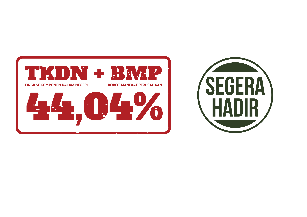 TKDN + BMP
44,04%
SEGERA
HADIR